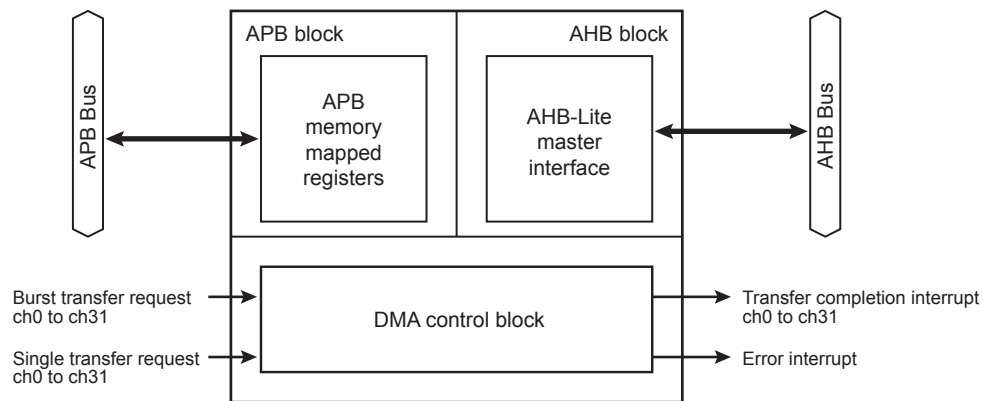 APB Bus
APB block
APB
memory
mapped
registers
AHB block
AHB-Lite
master
interface
AHB Bus
Burst transfer request
ch0 to ch31
Single transfer request
ch0 to ch31
DMA control block
Transfer completion interrupt
ch0 to ch31
Error interrupt